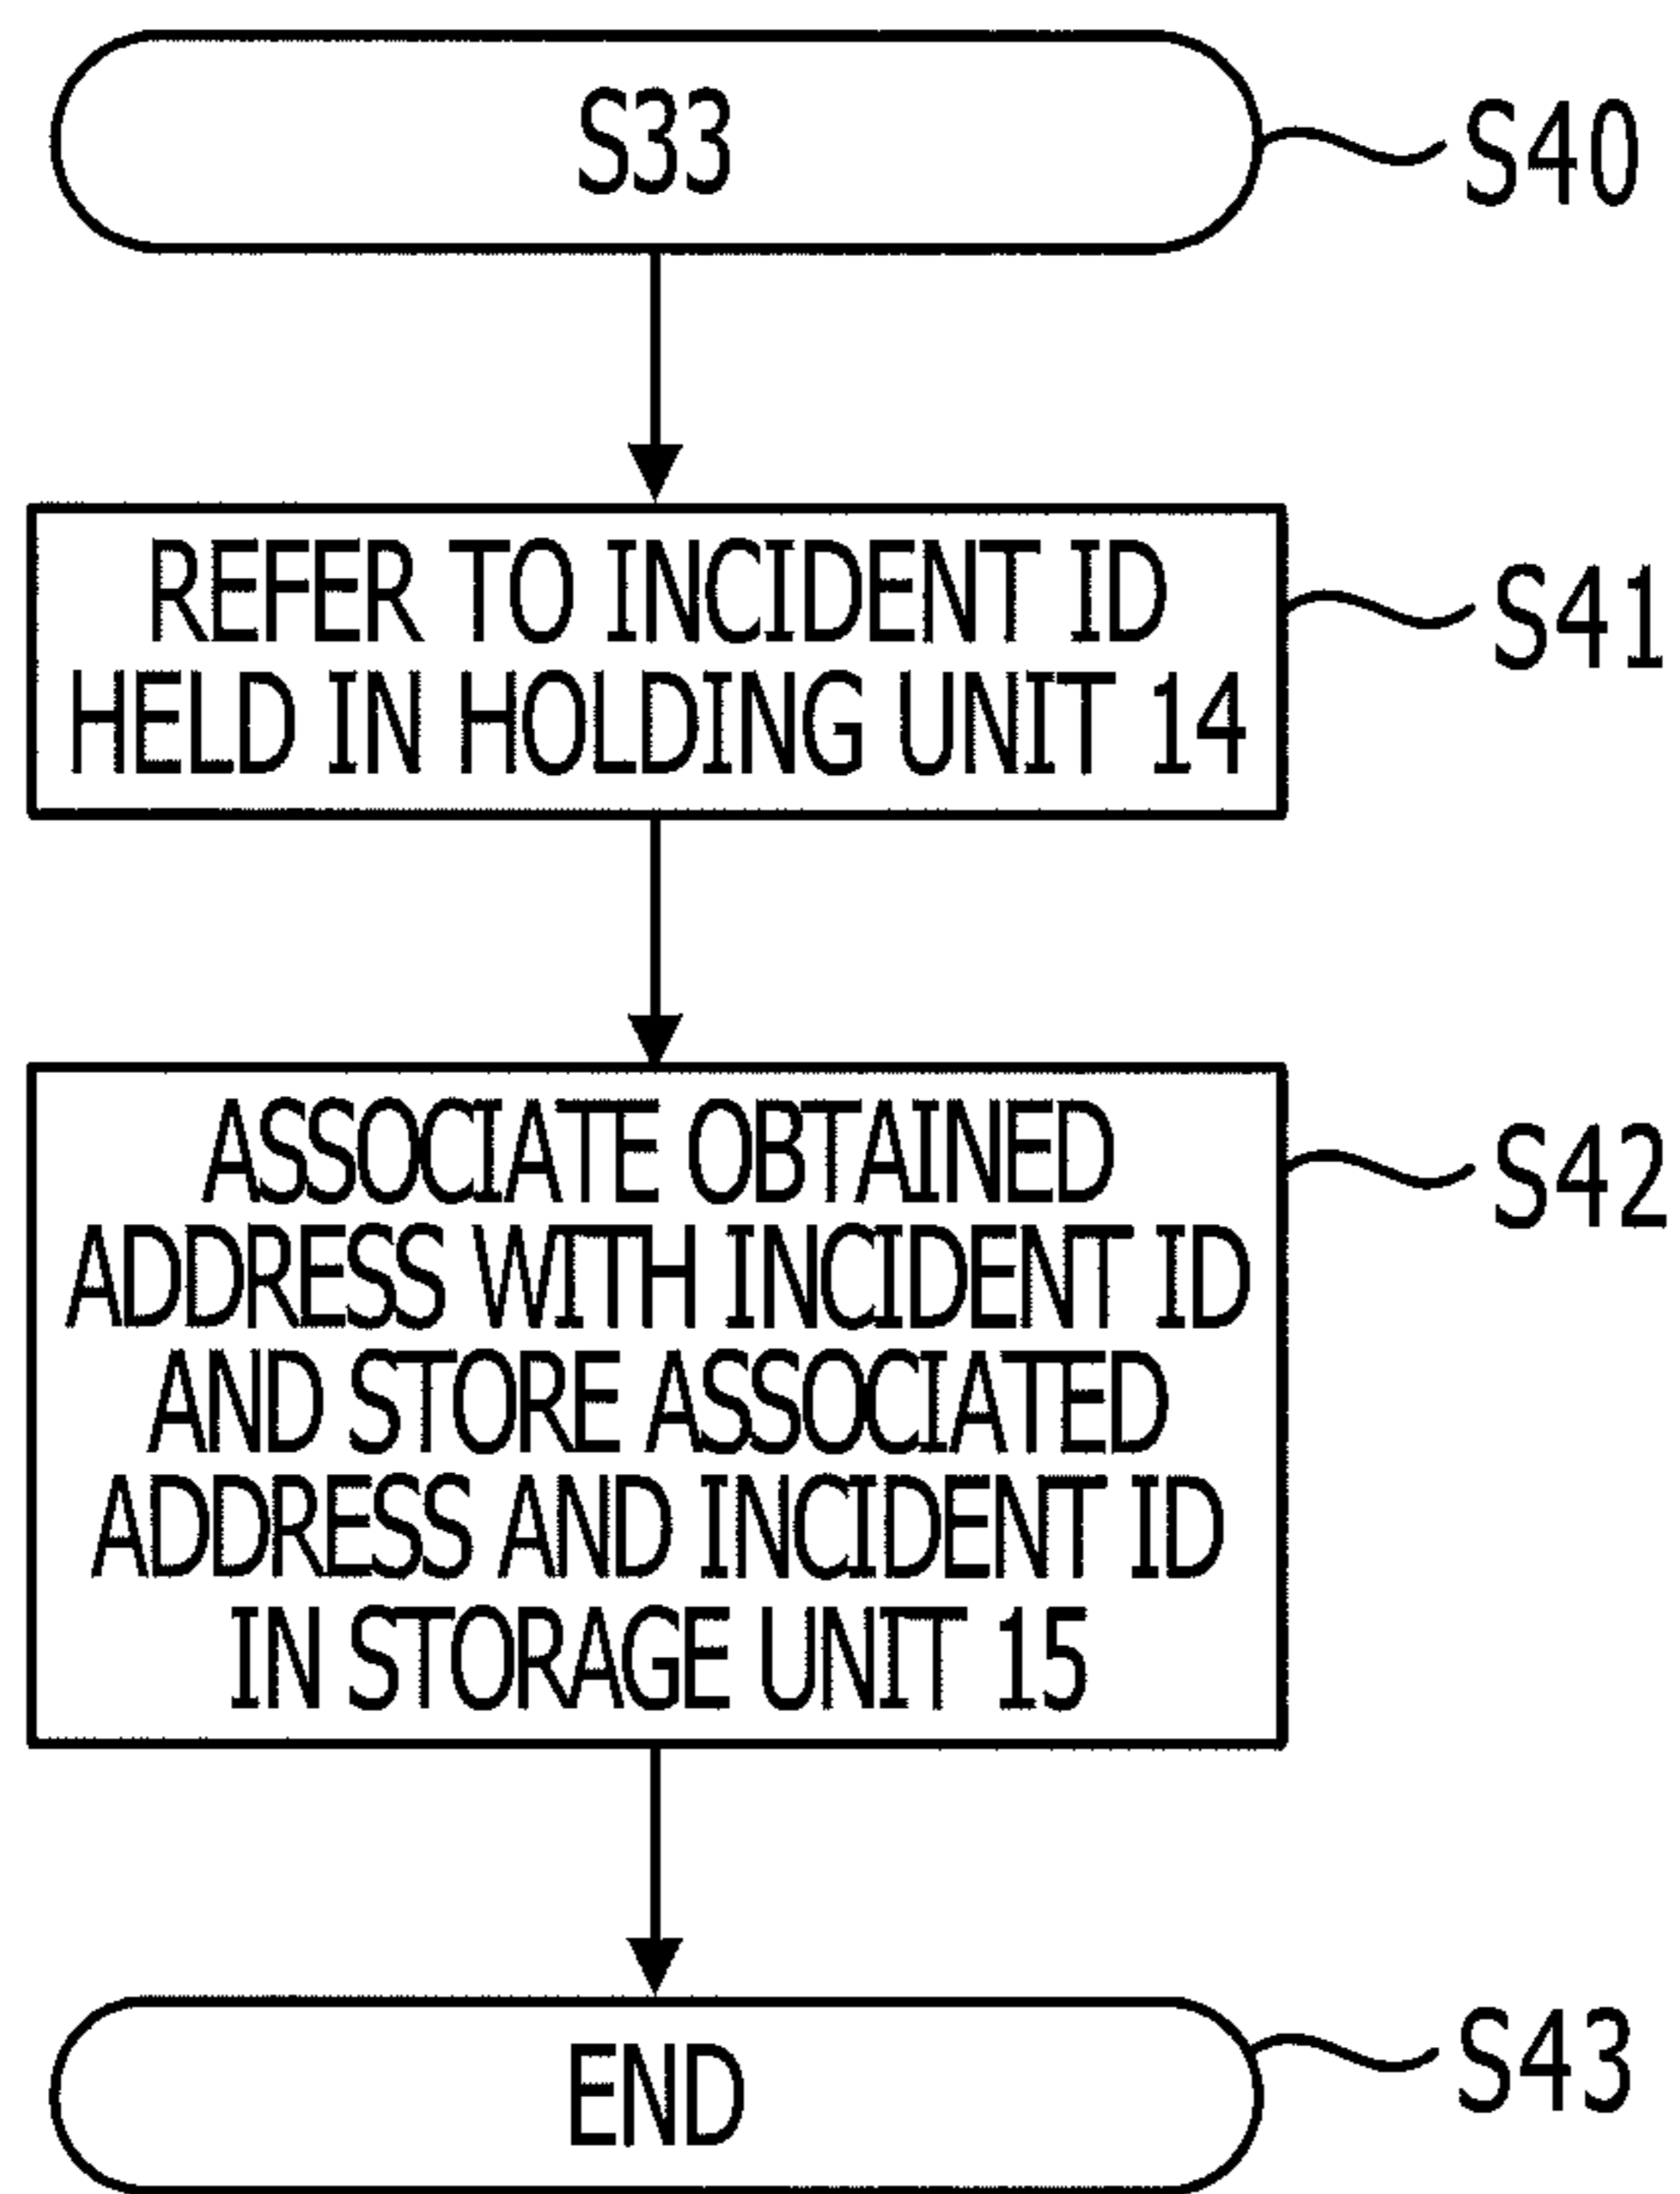 S33
S40
REFER TO INCIDENT ID
HELD IN HOLDING UNIT 14
S41
ASSOCIATE OBTAINED
ADDRESS WITH INCIDENT ID
AND STORE ASSOCIATED
ADDRESS AND INCIDENT ID
IN STORAGE UNIT 15
S42
END
S43